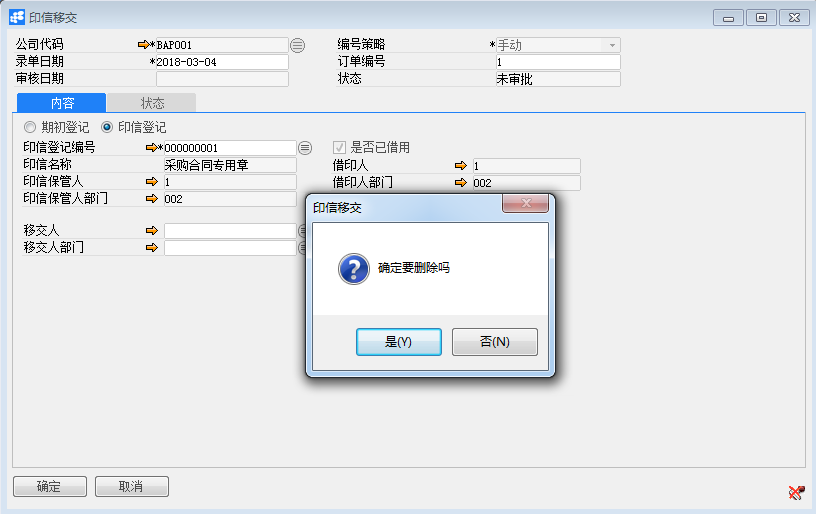 印信移交
公司代码 *BAP001 编号策略 *手动
录单日期 *2018-03-04 订单编号 1
审核日期 状态 未审批
内容 状态
期初登记 印信登记
印信登记编号 *000000001 是否已借用
印信名称 采购合同专用章 借印人 1
印信保管人 1 借印人部门 002
印信保管人部门 002
移交人
移交人部门
印信移交
确定要删除吗
是(Y) 否(N)
确定 取消